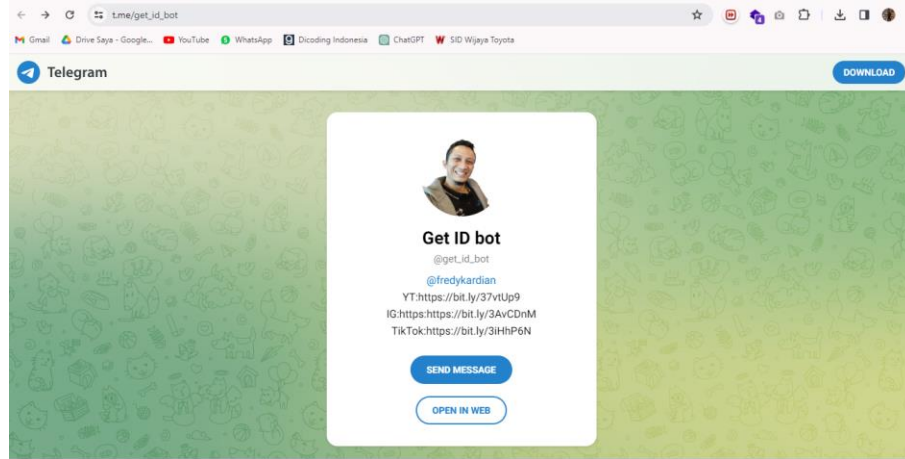 t.me/get_id_bot
Gmail Drive Saya - Google... YouTube WhatsApp Dicoding Indonesia ChatGPT SID Wijaya Toyota
Telegram DOWNLOAD
Get ID bot
@get_id_bot
@fredykardian
YT:https://bit.ly/37vtUp9
IG:https:https://bit.ly/3AvCDnM
TikTok:https://bit.ly/3iHhP6N
SEND MESSAGE
OPEN IN WEB